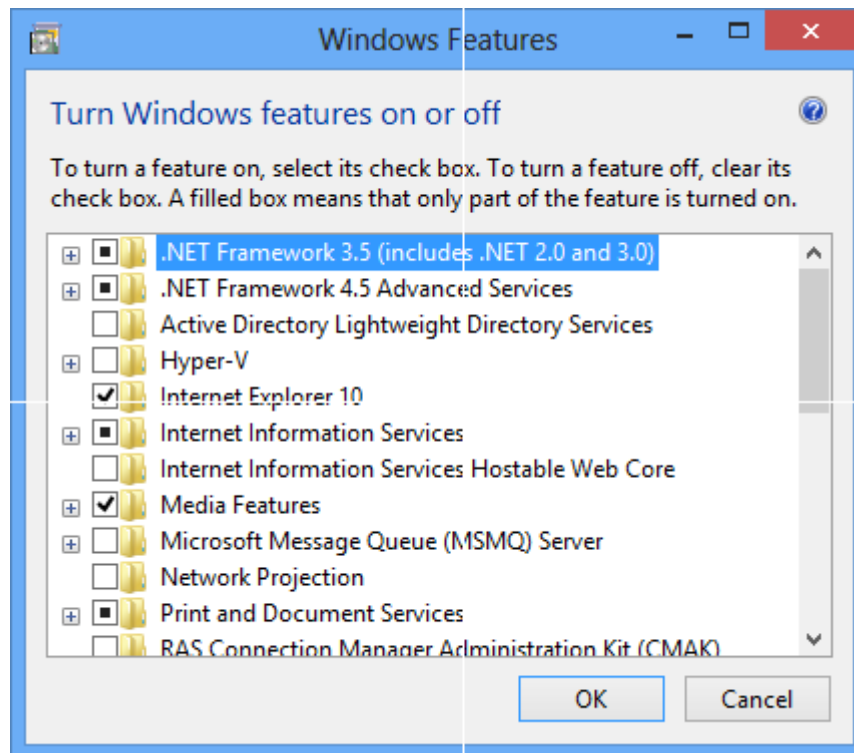 Windows Features
Turn Windows features on or off
To turn a feature on, select its check box. To turn a feature off, clear its
check box. A filled box means that only part of the feature is turned on.
.NET Framework 3.5 (includes .NET 2.0 and 3.0)
.NET Framework 4.5 Advanced Services
Active Directory Lightweight Directory Services
Hyper-V
Internet Explorer 10
Internet Information Services
Internet Information Services Hostable Web Core
Media Features
Microsoft Message Queue (MSMQ) Server
Network Projection
Print and Document Services
RAS Connection Manager Administration Kit (CMAK)
OK Cancel